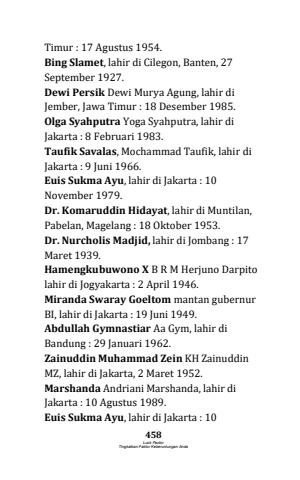 Timur : 17 Agustus 1954.
Bing Slamet, lahir di Cilegon, Banten, 27
September 1927.
Dewi Persik Dewi Murya Agung, lahir di
Jember, Jawa Timur : 18 Desember 1985.
Olga Syahputra Yoga Syahputra, lahir di
Jakarta : 8 Februari 1983.
Taufik Savalas, Mochammad Taufik, lahir di
Jakarta : 9 Juni 1966.
Euis Sukma Ayu, lahir di Jakarta : 10
November 1979.
Dr. Komaruddin Hidayat, lahir di Muntilan,
Pabelan, Magelang : 18 Oktober 1953.
Dr. Nurcholis Madjid, lahir di Jombang : 17
Maret 1939.
Hamengkubuwono X B R M Herjuno Darpito
lahir di Jogyakarta : 2 April 1946.
Miranda Swaray Goeltom mantan gubernur
BI, lahir di Jakarta : 19 Juni 1949.
Abdullah Gymnastiar Aa Gym, lahir di
Bandung : 29 Januari 1962.
Zainuddin Muhammad Zein KH Zainuddin
MZ, lahir di Jakarta, 2 Maret 1952.
Marshanda Andriani Marshanda, lahir di
Jakarta : 10 Agustus 1989.
Euis Sukma Ayu, lahir di Jakarta : 10
458
Luck Factor
Tingkatkan Faktor Keberuntungan Anda